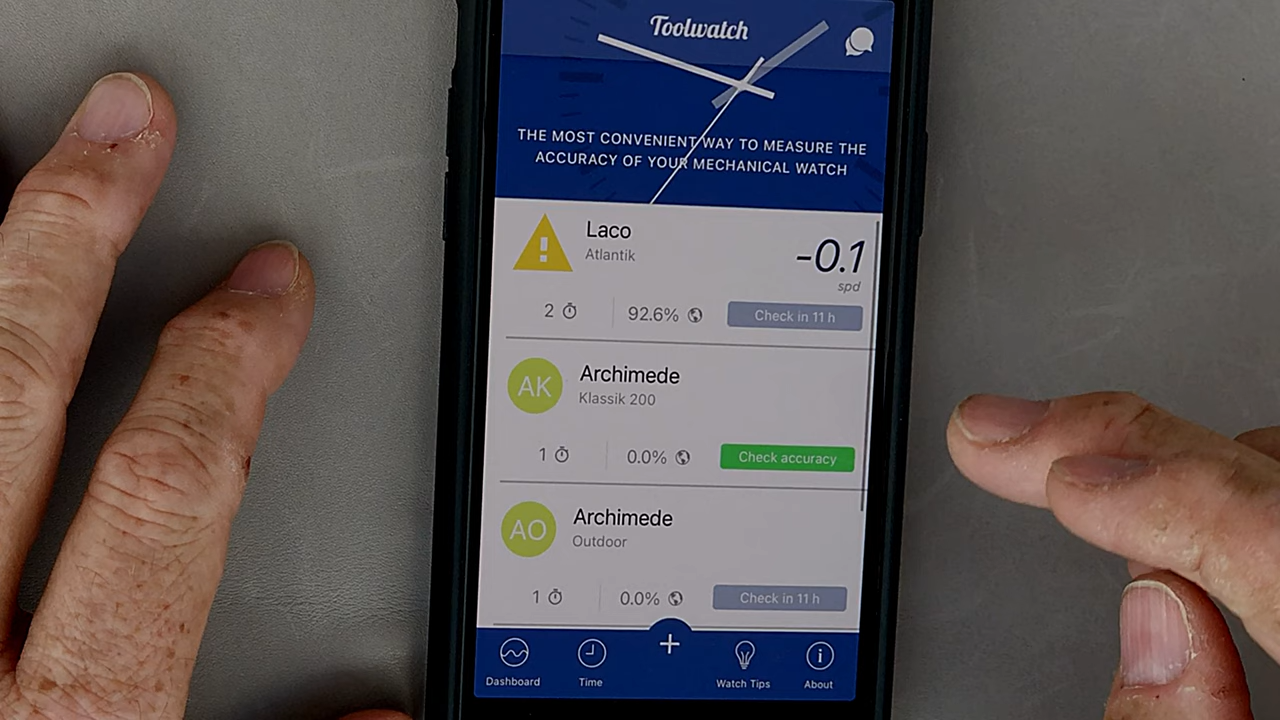 Toolwatch
THE MOST CONVENIENT WAY TO MEASURE THE
ACCURACY OF YOUR MECHANICAL WATCH
Laco
Atlantik
-0.1
spd
2
92.6%
Check in 11 h
AK
Archimede
Klassik 200
1
0.0%
Check accuracy
AO
Archimede
Outdoor
1
0.0%
Check in 11 h
+
Dashboard
Time
Watch Tips
About